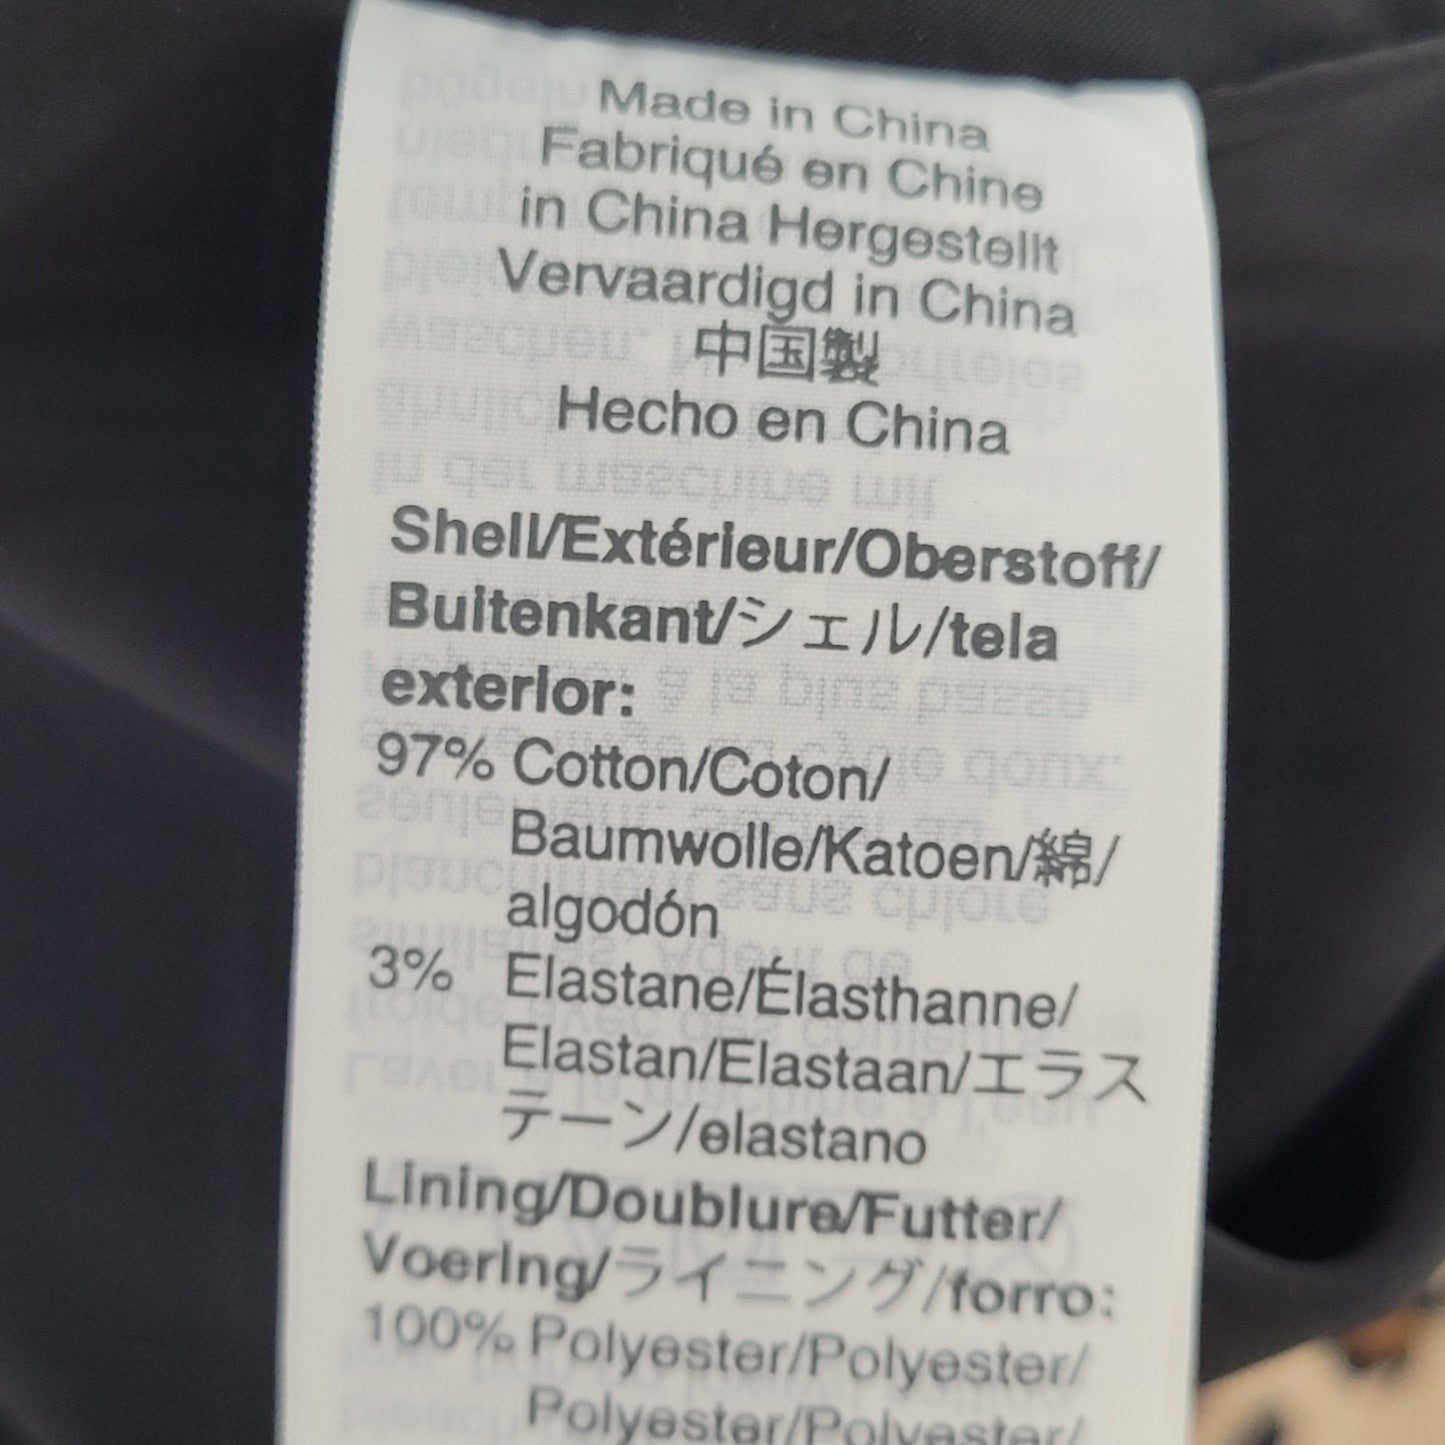 Made in China
Fabriqué en Chine
in China Hergestellt
Vervaardigd in China
中国製
Hecho en China
Shell/Extérieur/Oberstoff/
Buitenkant/シェル/tela
exterior:
97% Cotton/Coton/
Baumwolle/Katoen/綿/
algodón
3% Elastane/Élasthanne/
Elastan/Elastaan/エラス
テーン/elastano
Lining/Doublure/Futter/
Voering/ライニング/forro:
100% Polyester/Polyester/
Polyester/Polyester/